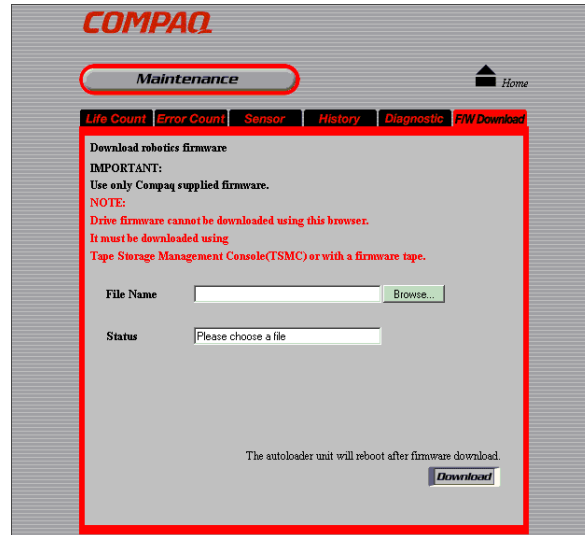 COMPAQ
Maintenance
Home
Life Count Error Count Sensor History Diagnostic F/W Download
Download robotics firmware
IMPORTANT:
Use only Compaq supplied firmware.
NOTE:
Drive firmware cannot be downloaded using this browser.
It must be downloaded using
Tape Storage Management Console(TSMC) or with a firmware tape.
File Name Browse...
Status Please choose a file
The autoloader unit will reboot after firmware download.
Download